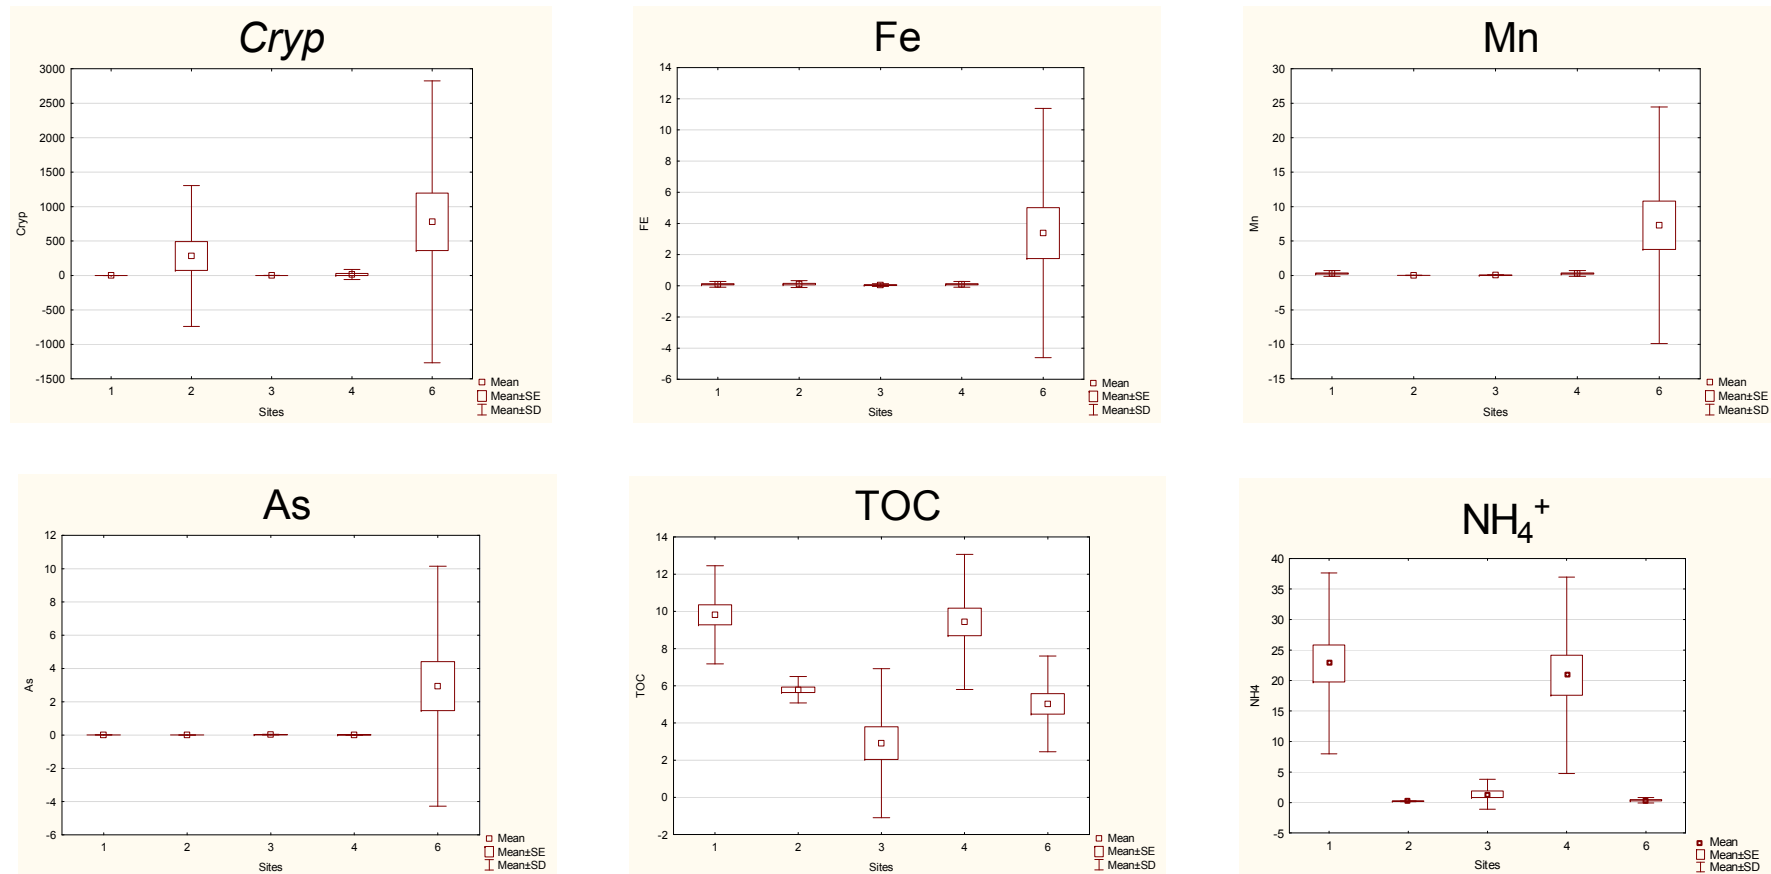 Cryp
3000
2500
2000
1500
1000
500
0
-500
-1000
-1500
Cryp
1 2 3 4 6
Sites
Mean
Mean±SE
Mean±SD
Fe
14
12
10
8
6
4
2
0
-2
-4
-6
FE
1 2 3 4 6
Sites
Mean
Mean±SE
Mean±SD
Mn
30
25
20
15
10
5
0
-5
-10
-15
Mn
1 2 3 4 6
Sites
Mean
Mean±SE
Mean±SD
As
12
10
8
6
4
2
0
-2
-4
-6
As
1 2 3 4 6
Sites
Mean
Mean±SE
Mean±SD
TOC
14
12
10
8
6
4
2
0
-2
TOC
1 2 3 4 6
Sites
Mean
Mean±SE
Mean±SD
NH₄⁺
40
35
30
25
20
15
10
5
0
-5
NH4
1 2 3 4 6
Sites
Mean
Mean±SE
Mean±SD